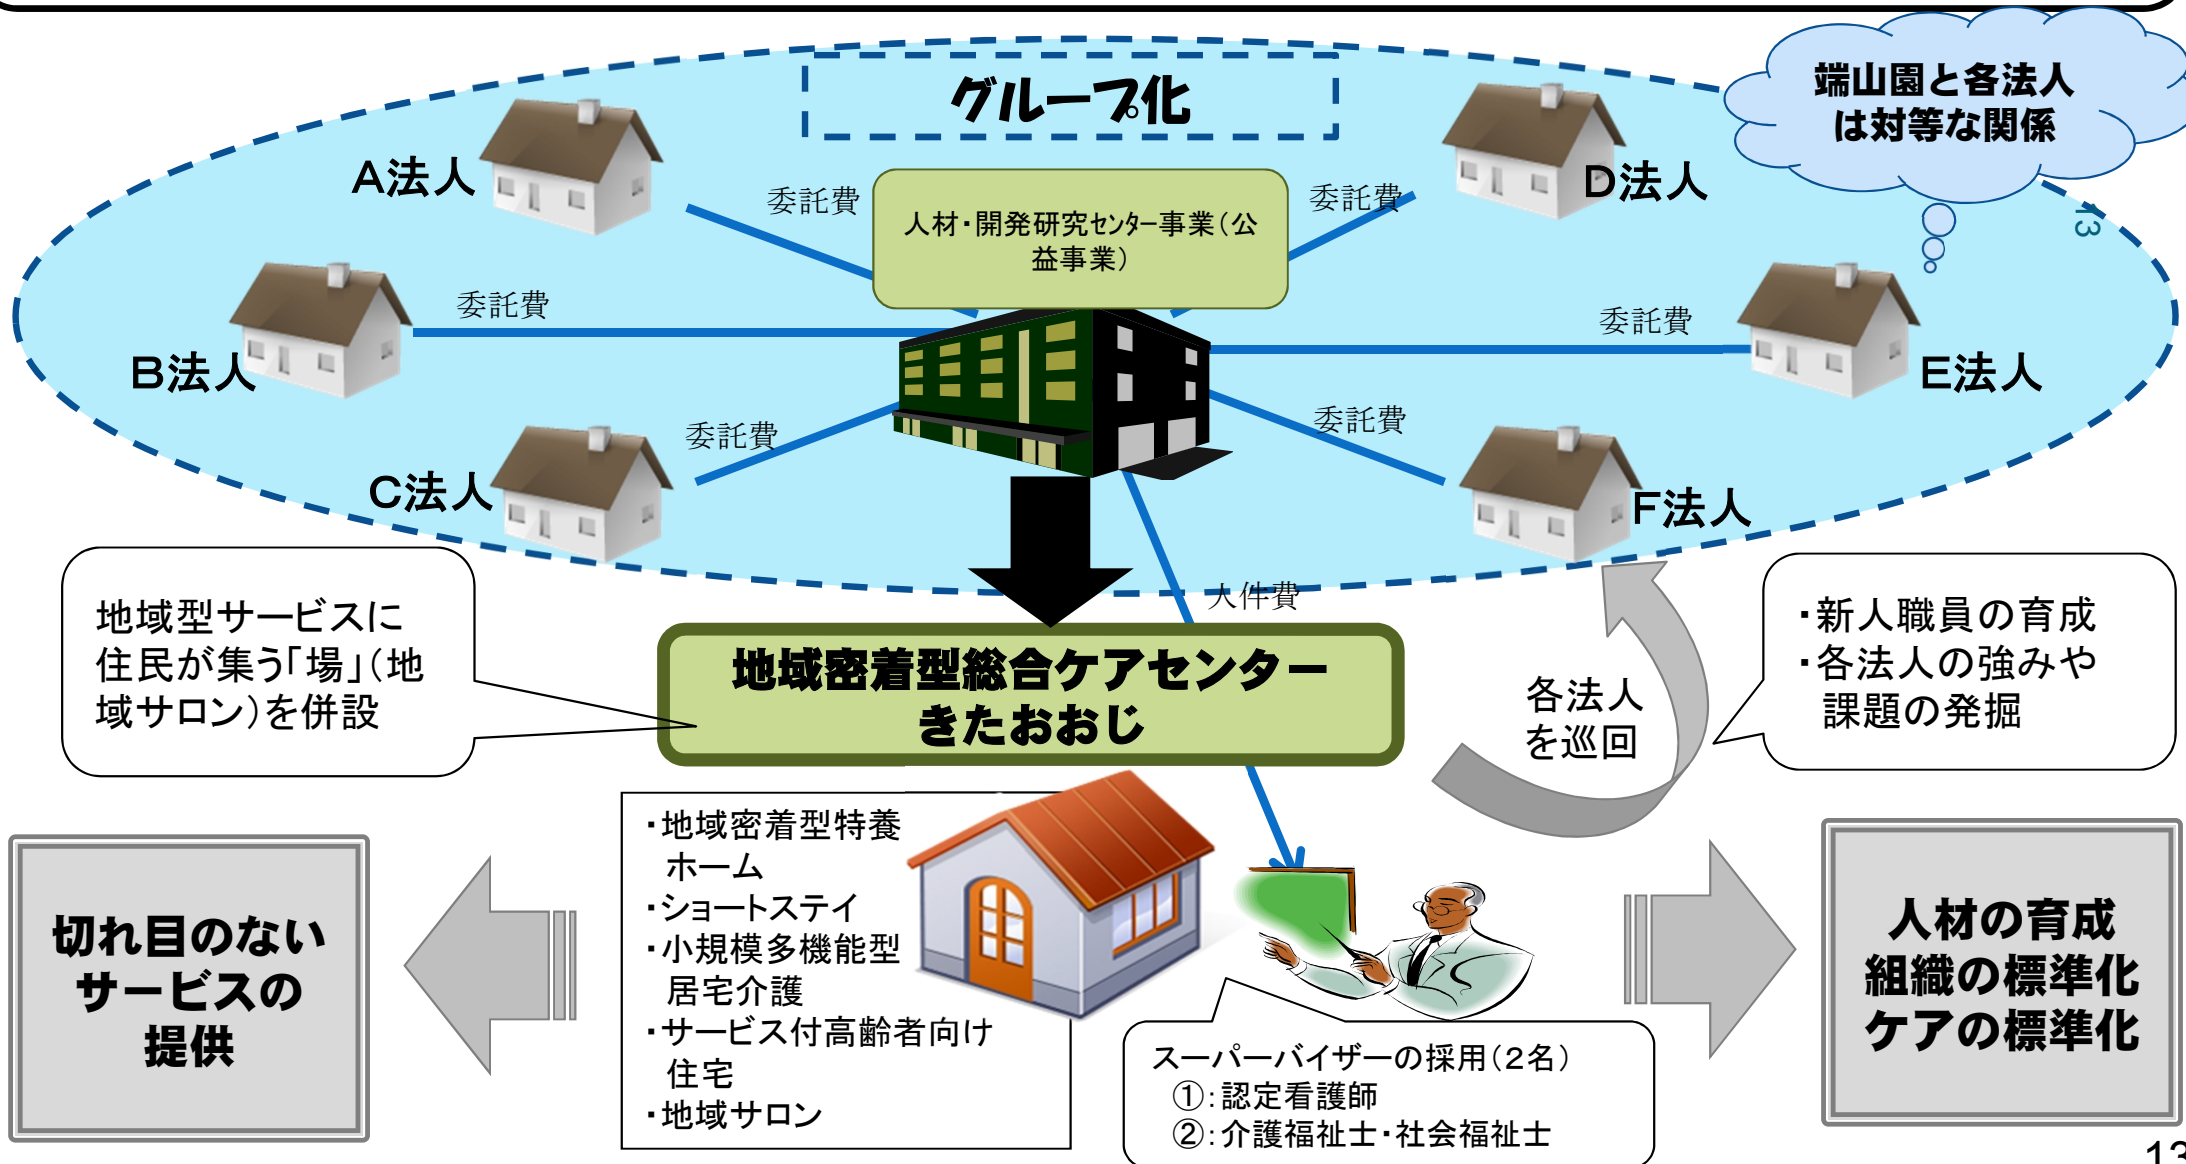 グループ化
端山園と各法人
は対等な関係
A法人
委託費
人材・開発研究センター事業(公
益事業)
委託費
D法人
13
B法人
委託費
委託費
E法人
C法人
委託費
委託費
F法人
人件費
地域型サービスに
住民が集う「場」(地
域サロン)を併設
地域密着型総合ケアセンター
きたおおじ
各法人
を巡回
・新人職員の育成
・各法人の強みや
課題の発掘
切れ目のない
サービスの
提供
・地域密着型特養
ホーム
・ショートステイ
・小規模多機能型
居宅介護
・サービス付高齢者向け
住宅
・地域サロン
スーパーバイザーの採用(2名)
①:認定看護師
②:介護福祉士・社会福祉士
人材の育成
組織の標準化
ケアの標準化
13